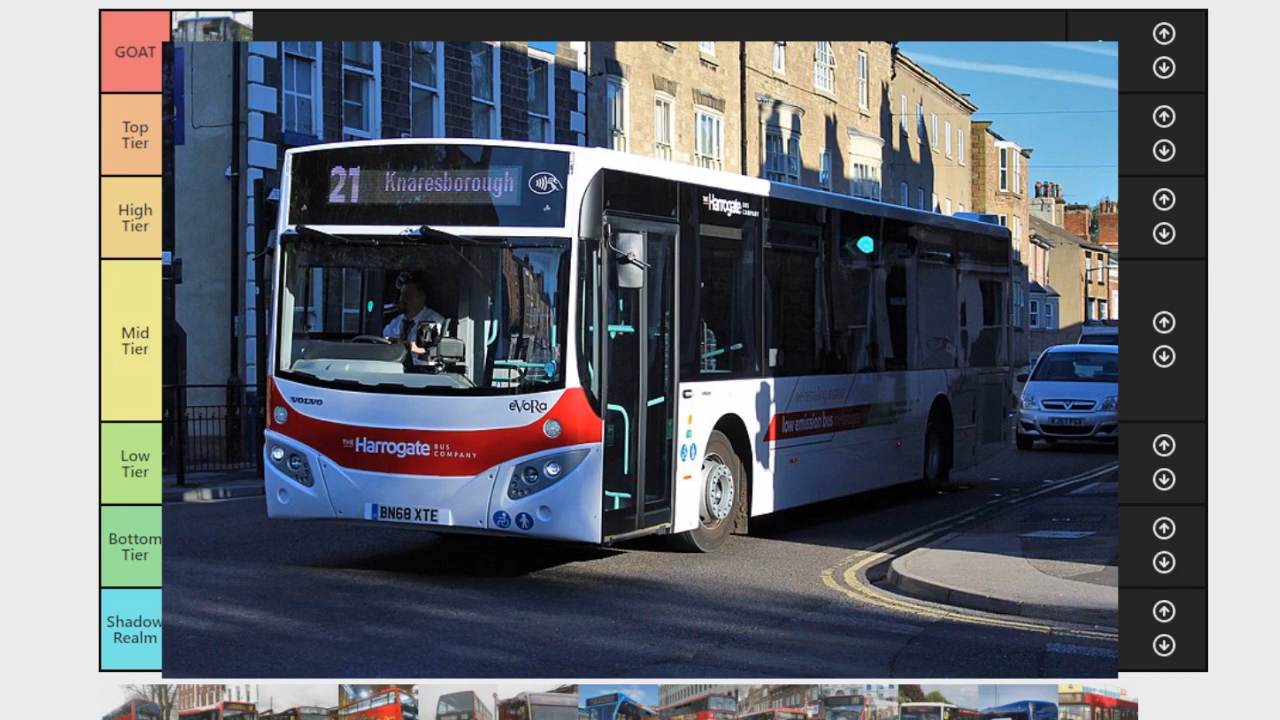 GOAT
Top
Tier
High
Tier
Mid
Tier
Low
Tier
Bottom
Tier
Shadow
Realm
21 Knaresborough
THE Harrogate BUS COMPANY
VOLVO
eVoRa
THE Harrogate BUS COMPANY
low emission bus
BN68 XTE